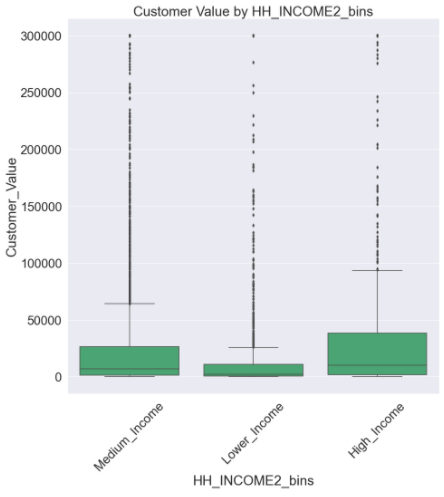 Customer Value by HH_INCOME2_bins
300000
250000
200000
150000
100000
50000
0
Customer_Value
Medium_Income
Lower_Income
High_Income
HH_INCOME2_bins